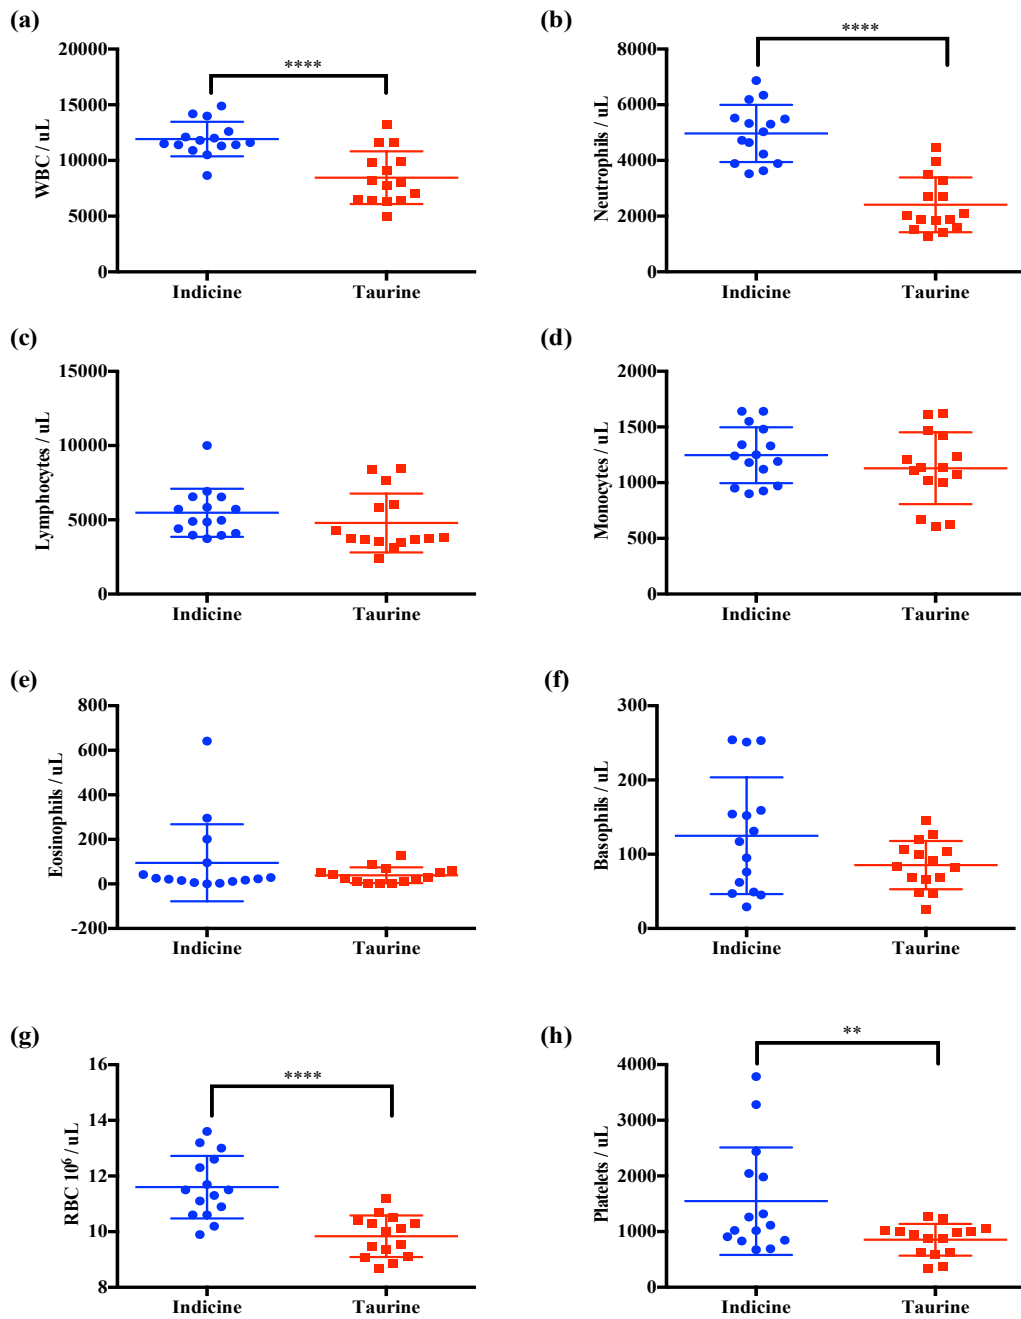 (a)
WBC / uL
20000
15000
10000
5000
0
****
Indicine
Taurine
(b)
Neutrophils / uL
8000
6000
4000
2000
0
****
Indicine
Taurine
(c)
Lymphocytes / uL
15000
10000
5000
0
Indicine
Taurine
(d)
Monocytes / uL
2000
1500
1000
500
0
Indicine
Taurine
(e)
Eosinophils / uL
800
600
400
200
0
-200
Indicine
Taurine
(f)
Basophils / uL
300
200
100
0
Indicine
Taurine
(g)
RBC 10⁶ / uL
16
14
12
10
8
****
Indicine
Taurine
(h)
Platelets / uL
4000
3000
2000
1000
0
**
Indicine
Taurine